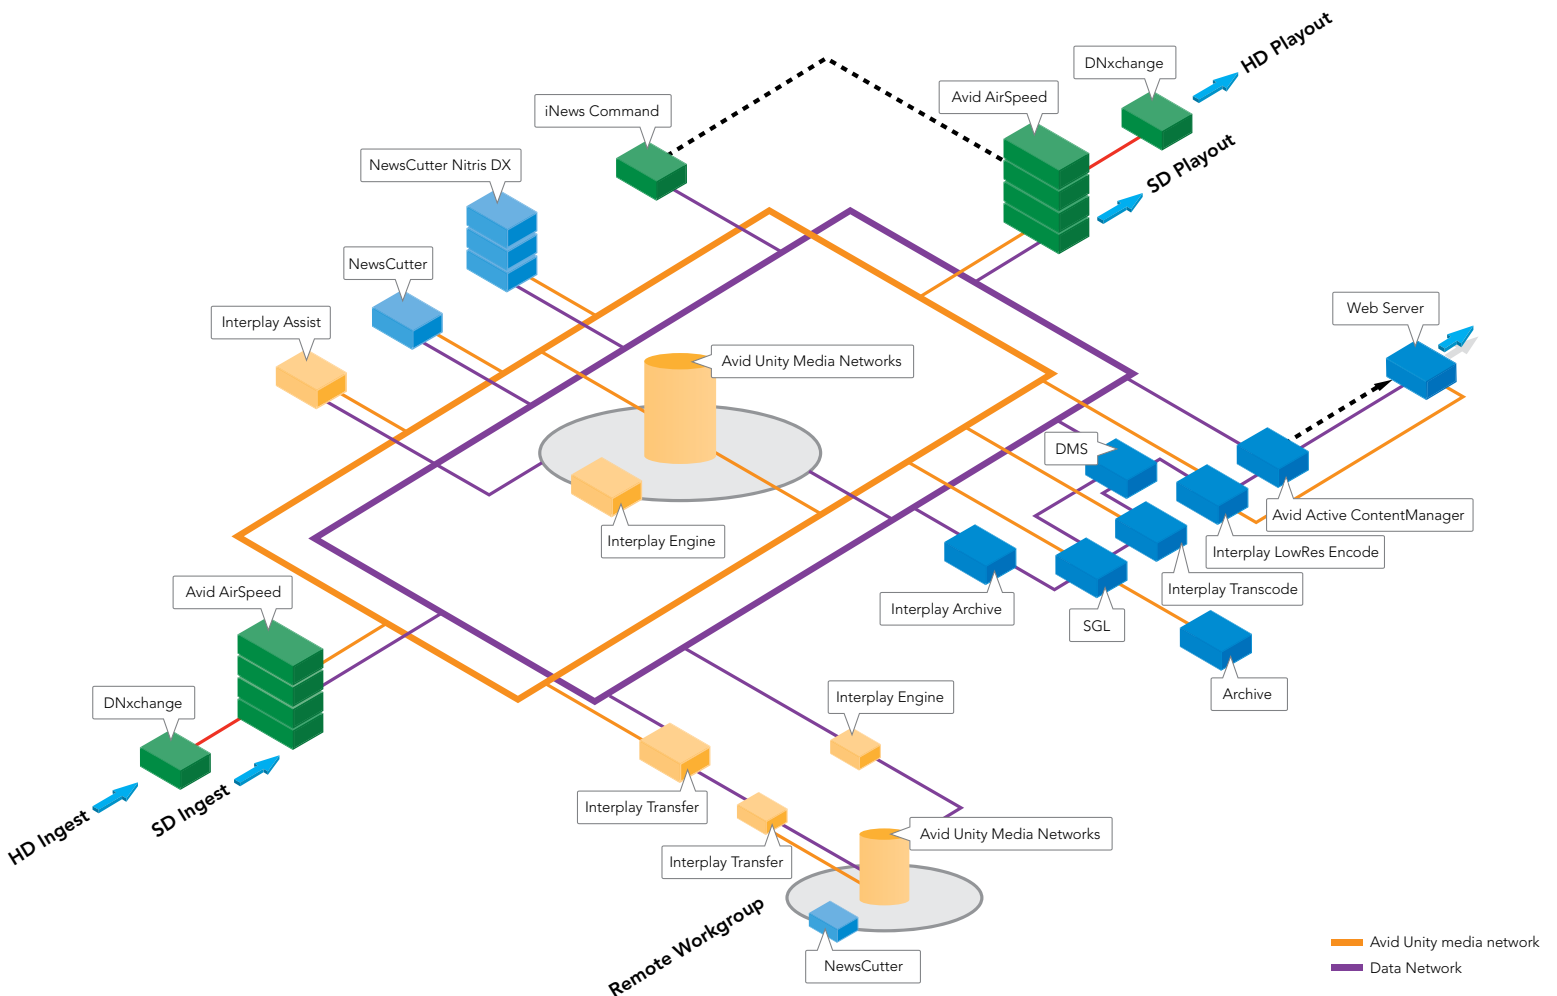 HD Playout
DNxchange
Avid AirSpeed
iNews Command
SD Playout
NewsCutter Nitris DX
NewsCutter
Interplay Assist
Web Server
Avid Unity Media Networks
DMS
Avid Active ContentManager
Interplay Engine
Interplay LowRes Encode
Interplay Transcode
Avid AirSpeed
Interplay Archive
SGL
Archive
DNxchange
Interplay Engine
Interplay Transfer
SD Ingest
HD Ingest
Avid Unity Media Networks
Interplay Transfer
Remote Workgroup
NewsCutter
Avid Unity media network
Data Network